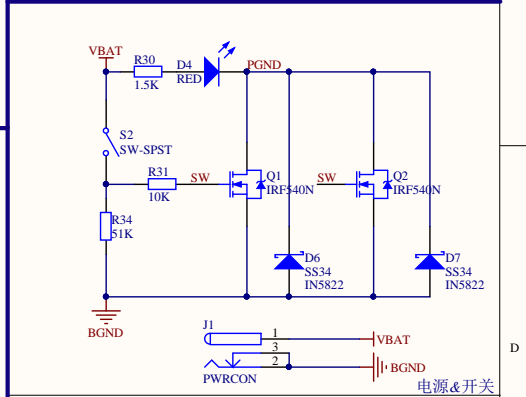 VBAT
R30
1.5K
D4
RED
PGND
S2
SW-SPST
R31
10K
SW
Q1
IRF540N
SW
Q2
IRF540N
R34
51K
D6
SS34
IN5822
D7
SS34
IN5822
BGND
J1
1
3
2
PWRCON
VBAT
BGND
电源&开关
D